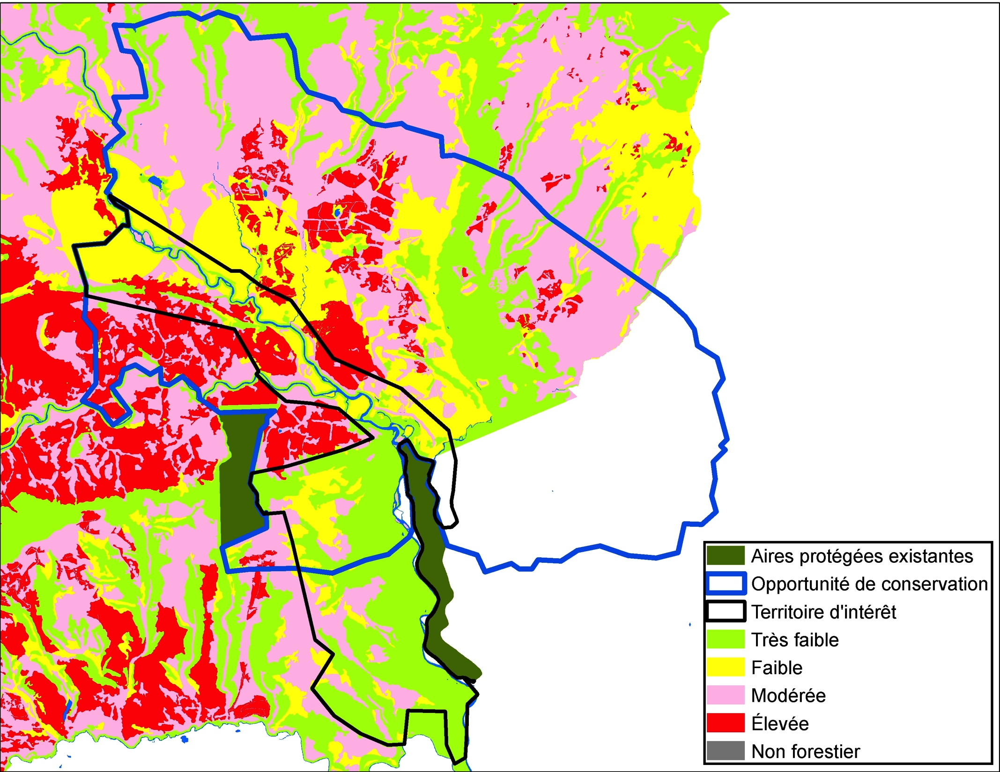 Aires protégées existantes
Opportunité de conservation
Territoire d'intérêt
Très faible
Faible
Modérée
Élevée
Non forestier